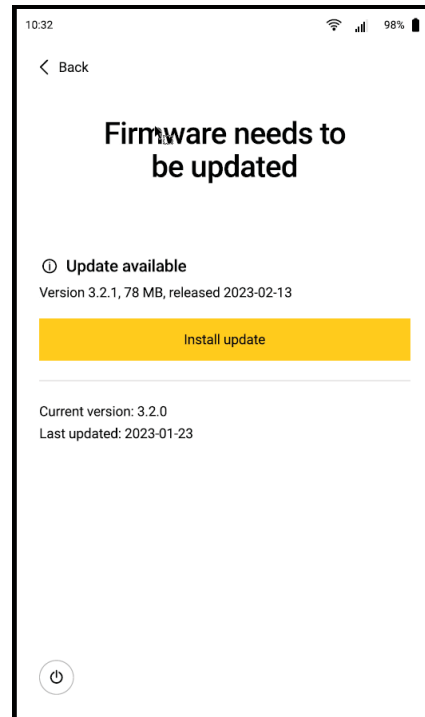 10:32
98%
Back
Firmware needs to
be updated
Update available
Version 3.2.1, 78 MB, released 2023-02-13
Install update
Current version: 3.2.0
Last updated: 2023-01-23